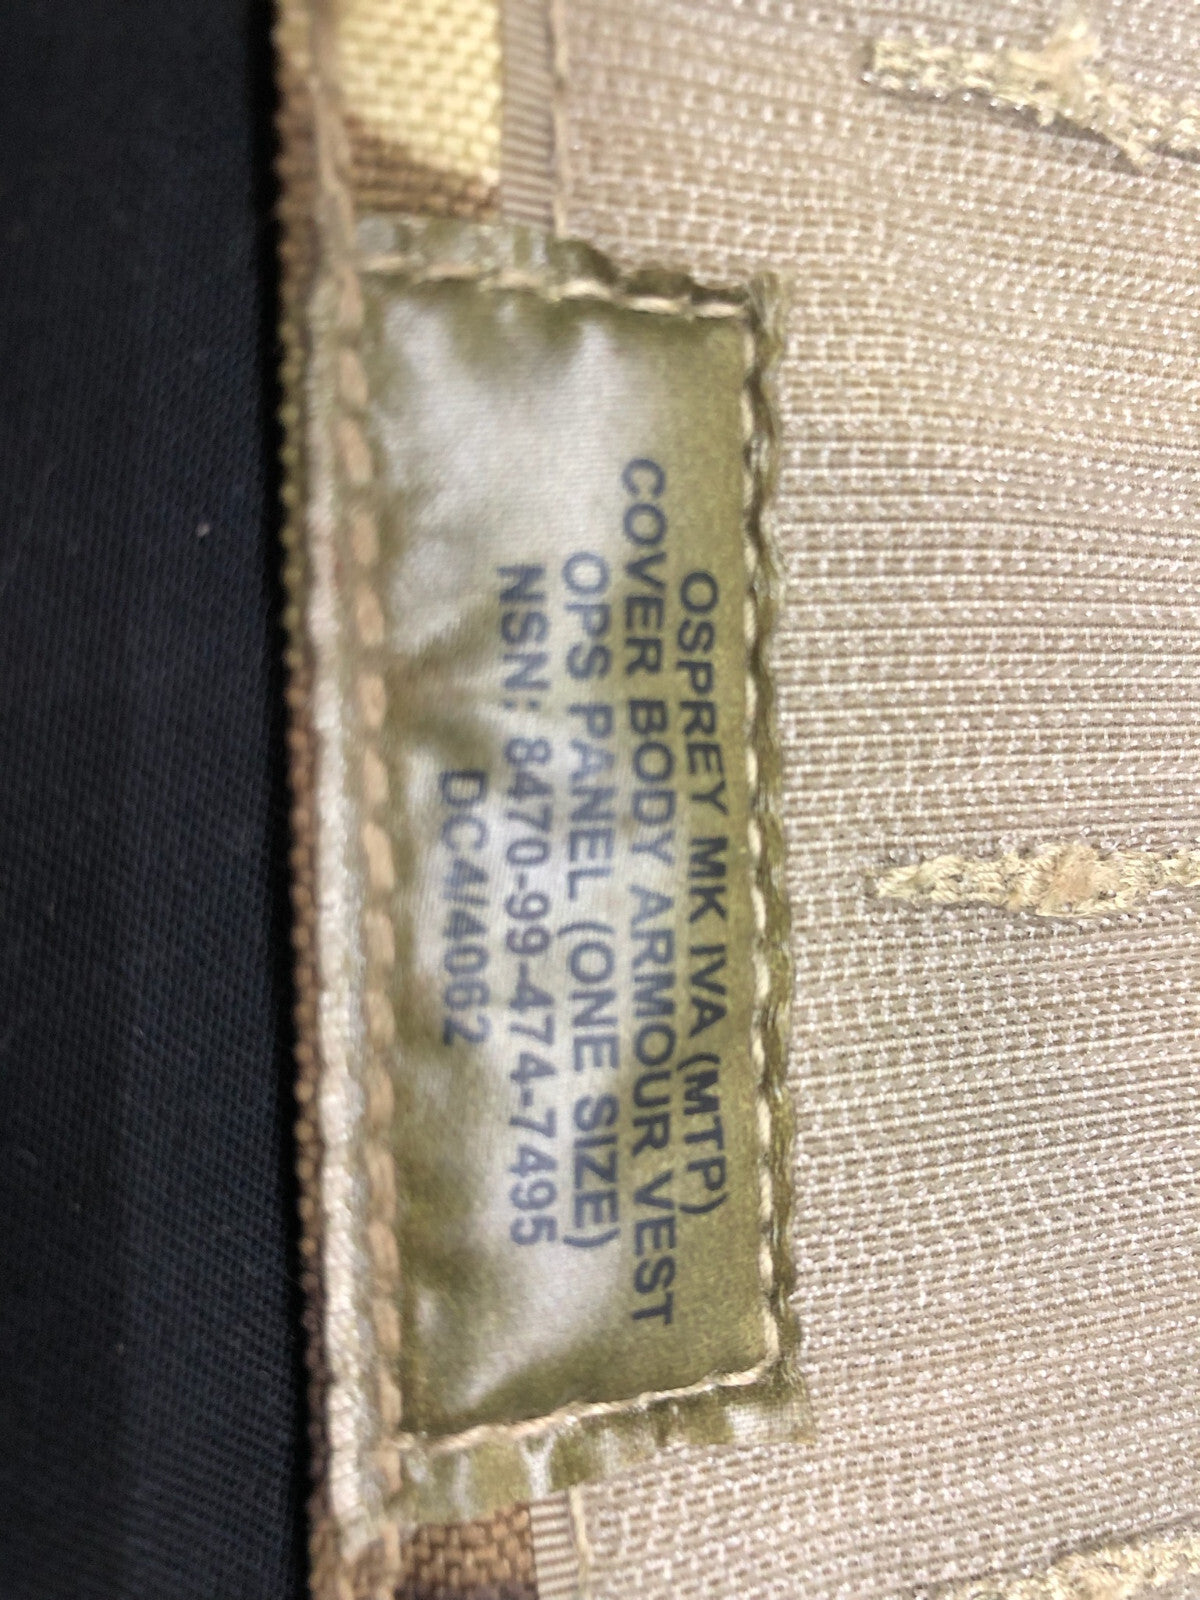 OSPREY MK IVA (MTP)
COVER BODY ARMOUR VEST
OPS PANEL (ONE SIZE)
NSN: 8470-99-474-7495
DC4/4062